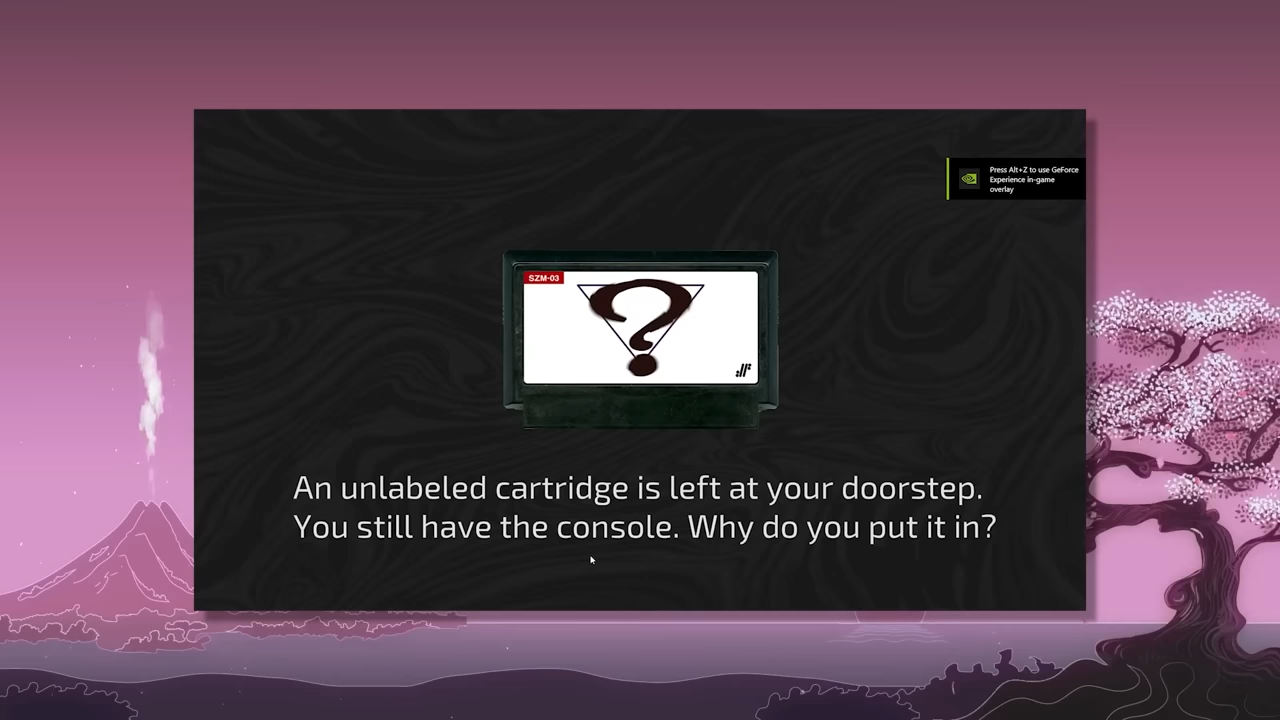 Press Alt+Z to use GeForce
Experience in-game
overlay
SZM-03
?
An unlabeled cartridge is left at your doorstep.
You still have the console. Why do you put it in?